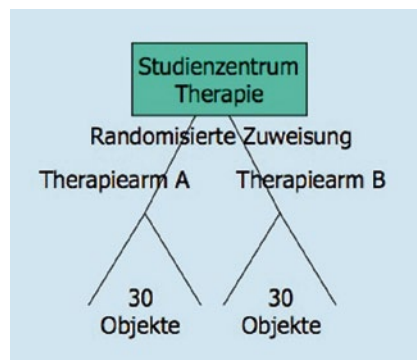 Studienzentrum
Therapie
Randomisierte Zuweisung
Therapiearm A
Therapiearm B
30
Objekte
30
Objekte